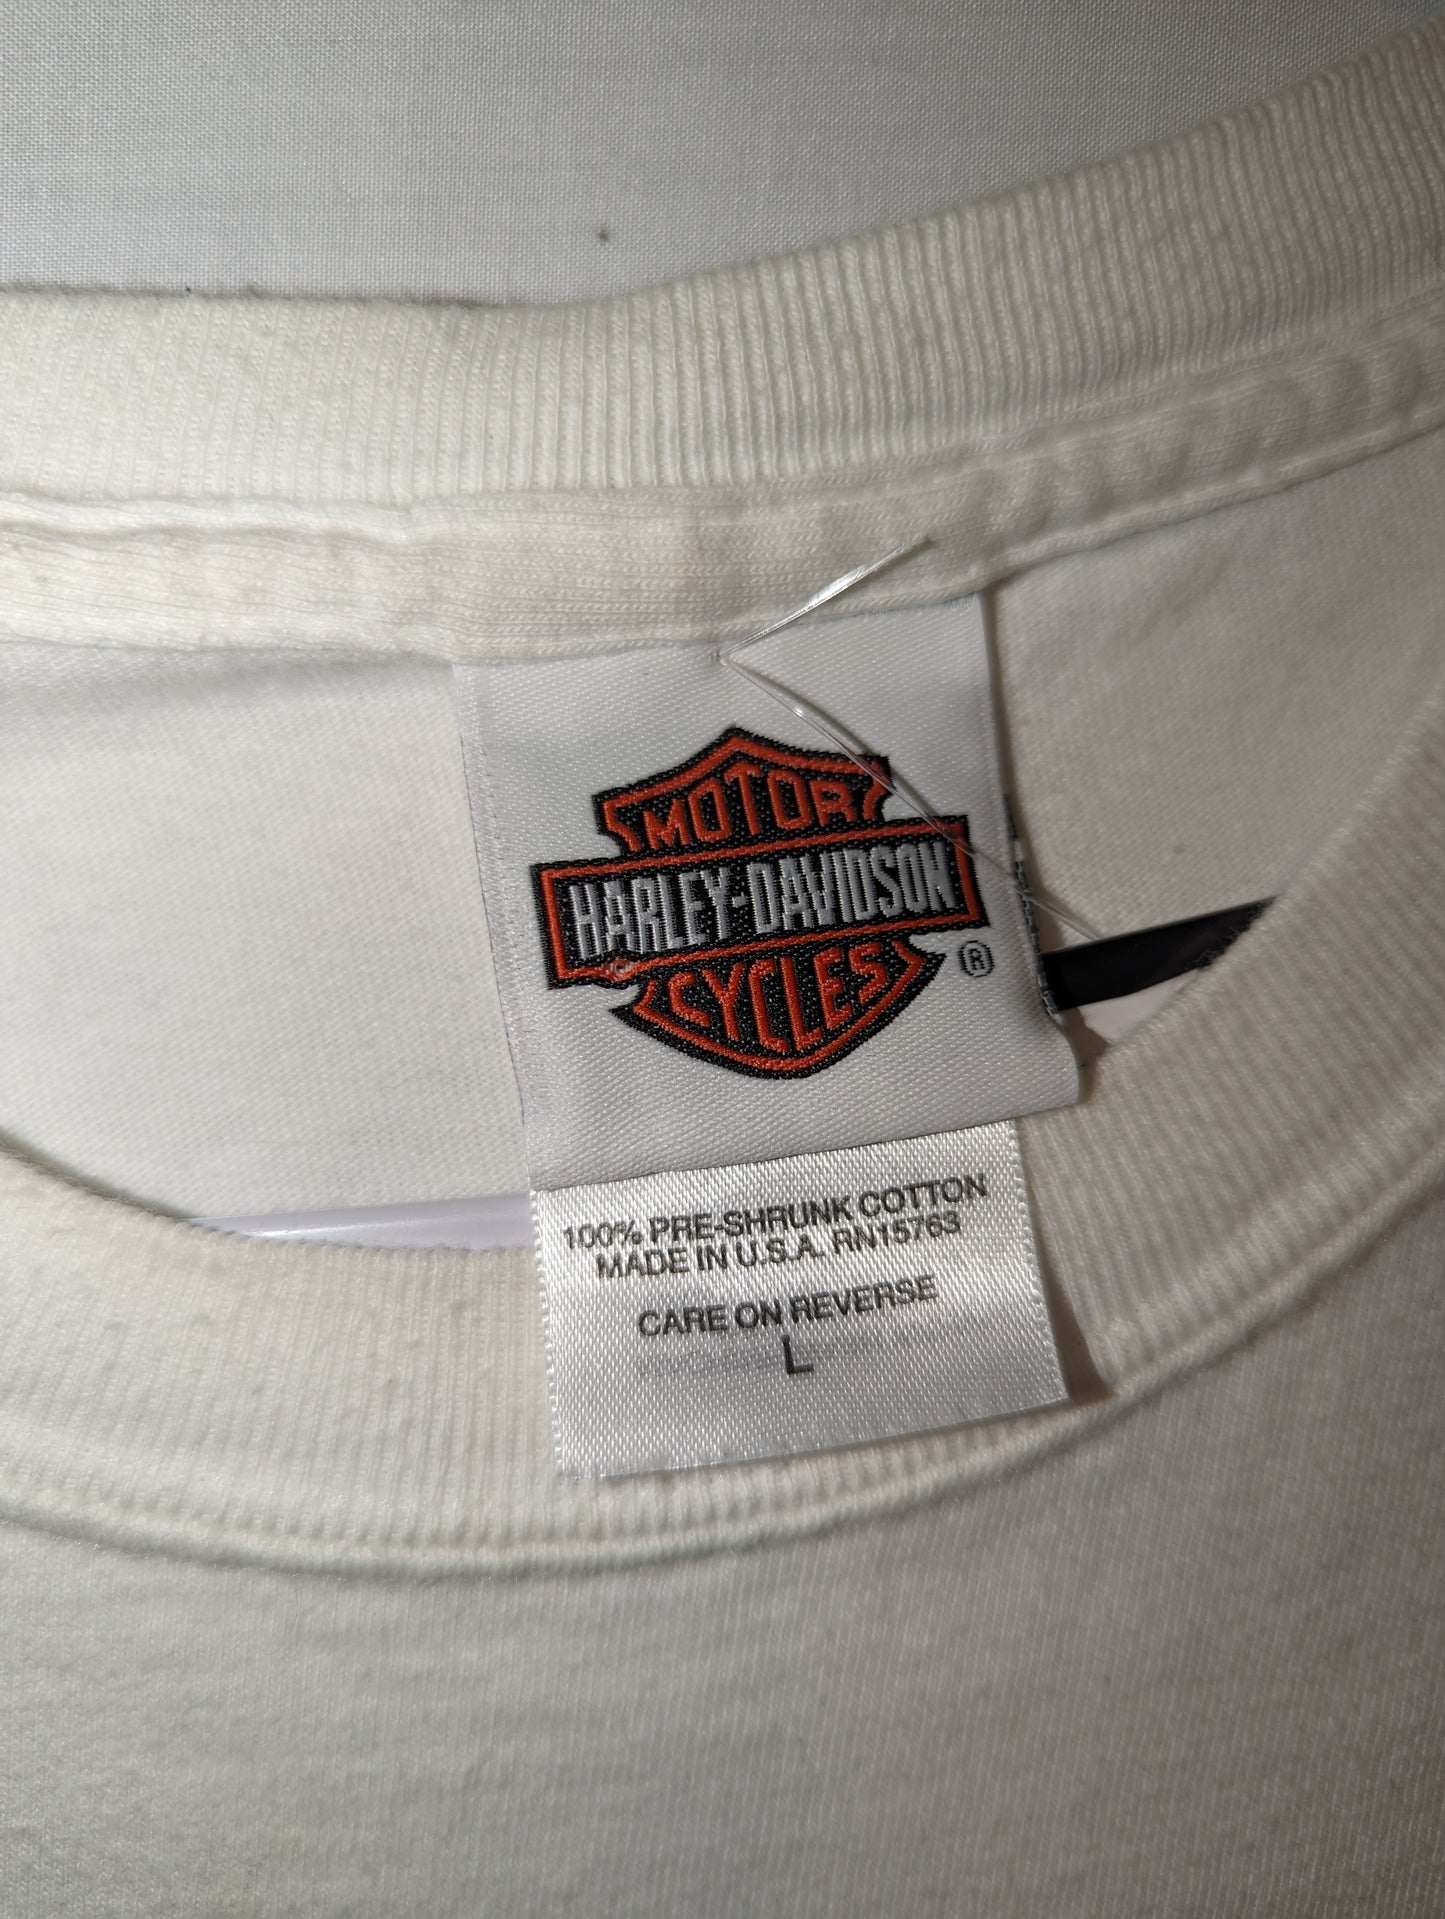 MOTOR
HARLEY-DAVIDSON
CYCLES
®
100% PRE-SHRUNK COTTON
MADE IN U.S.A. RN15763
CARE ON REVERSE
L